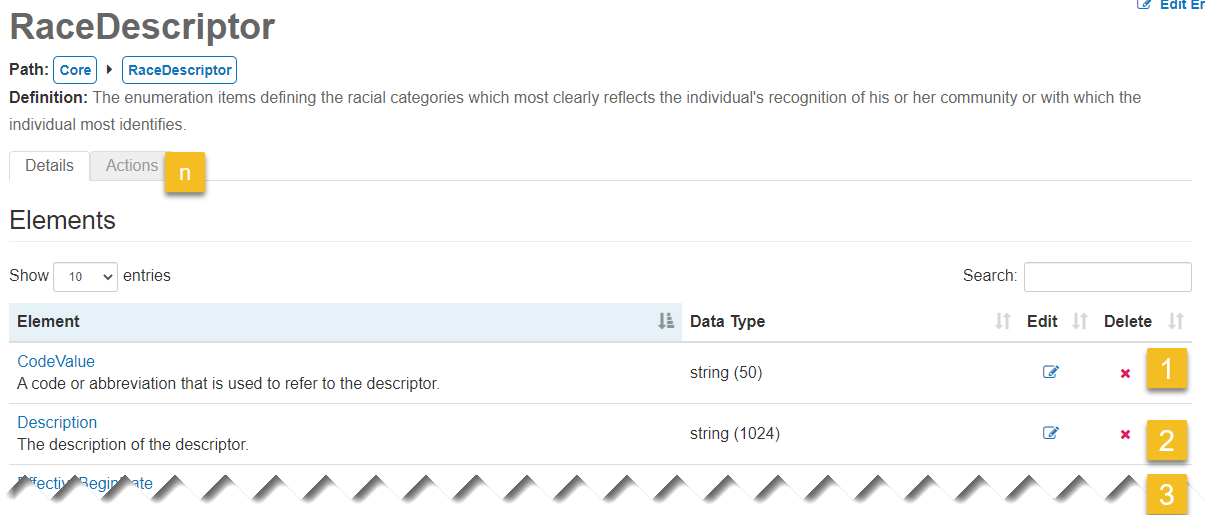 Edit En
RaceDescriptor
Path: Core RaceDescriptor
Definition: The enumeration items defining the racial categories which most clearly reflects the individual's recognition of his or her community or with which the
individual most identifies.
Details Actions n
Elements
Show 10 entries Search:
Element Data Type Edit Delete
CodeValue
A code or abbreviation that is used to refer to the descriptor.
string (50) 1
Description
The description of the descriptor.
string (1024) 2
3